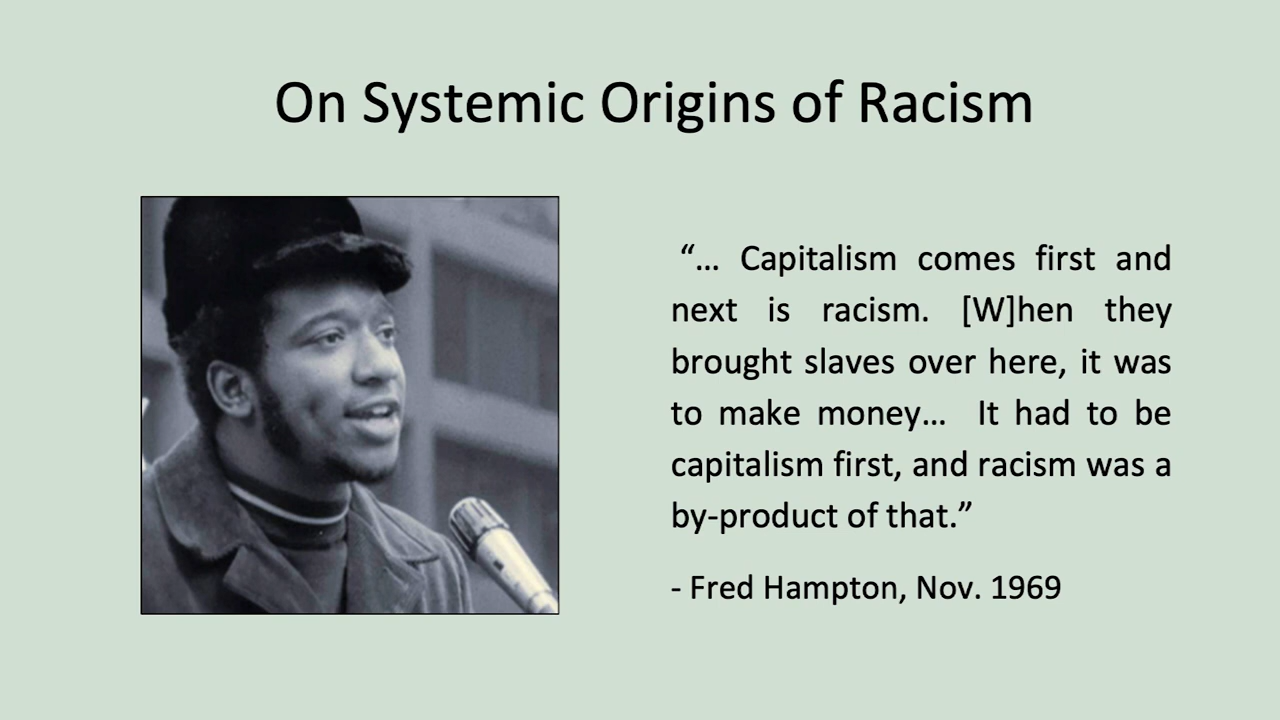 On Systemic Origins of Racism
“... Capitalism comes first and
next is racism. [W]hen they
brought slaves over here, it was
to make money... It had to be
capitalism first, and racism was a
by-product of that.”
- Fred Hampton, Nov. 1969